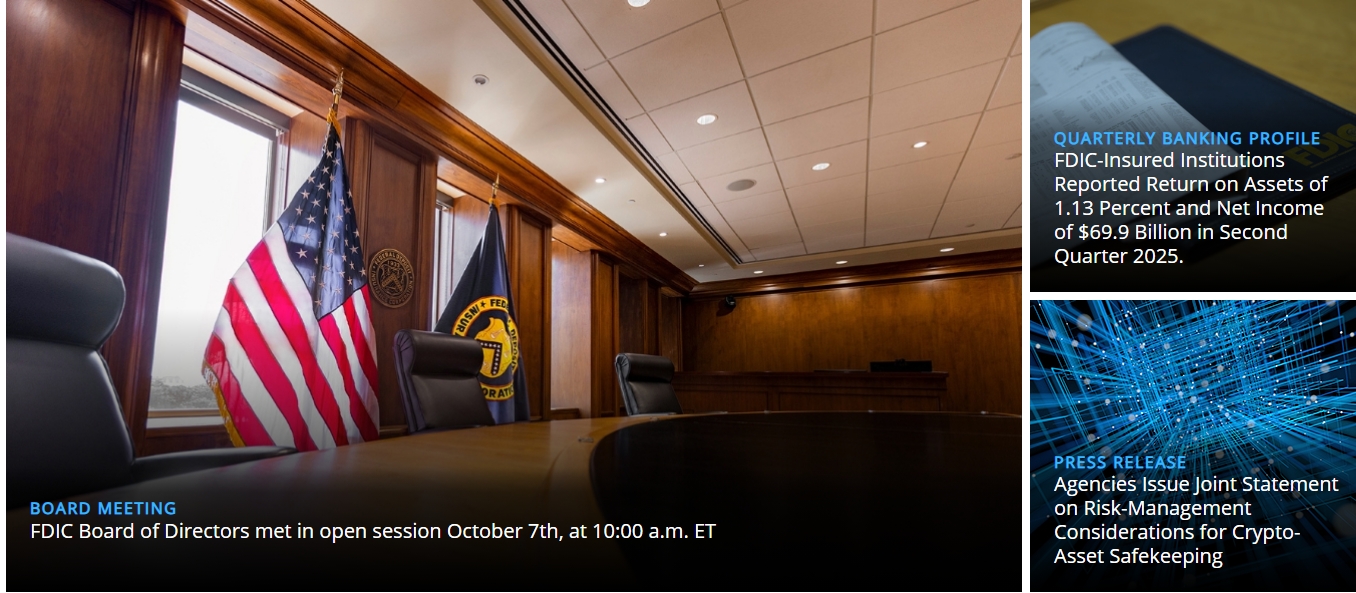 BOARD MEETING
FDIC Board of Directors met in open session October 7th, at 10:00 a.m. ET
QUARTERLY BANKING PROFILE
FDIC-Insured Institutions
Reported Return on Assets of
1.13 Percent and Net Income
of $69.9 Billion in Second
Quarter 2025.
PRESS RELEASE
Agencies Issue Joint Statement
on Risk-Management
Considerations for Crypto-
Asset Safekeeping